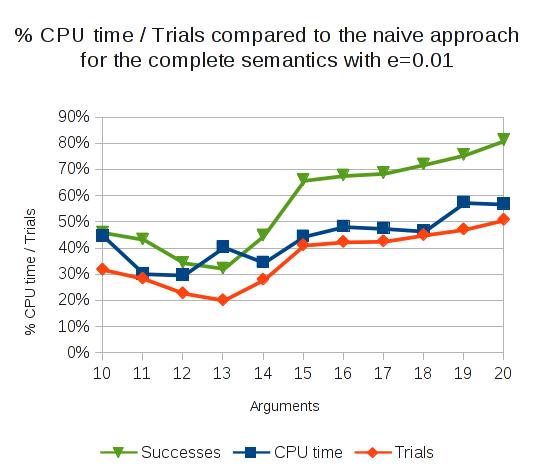 % CPU time / Trials compared to the naive approach
for the complete semantics with e=0.01
% CPU time / Trials
90%
80%
70%
60%
50%
40%
30%
20%
10%
0%
10 11 12 13 14 15 16 17 18 19 20
Arguments
Successes CPU time Trials